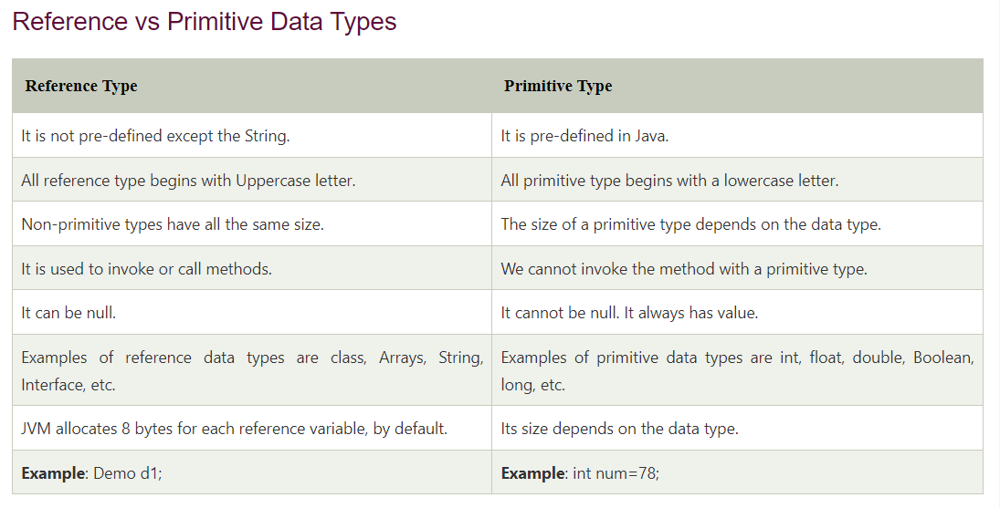 Reference vs Primitive Data Types
Reference Type
Primitive Type
It is not pre-defined except the String.
It is pre-defined in Java.
All reference type begins with Uppercase letter.
All primitive type begins with a lowercase letter.
Non-primitive types have all the same size.
The size of a primitive type depends on the data type.
It is used to invoke or call methods.
We cannot invoke the method with a primitive type.
It can be null.
It cannot be null. It always has value.
Examples of reference data types are class, Arrays, String,
Interface, etc.
Examples of primitive data types are int, float, double, Boolean,
long, etc.
JVM allocates 8 bytes for each reference variable, by default.
Its size depends on the data type.
Example: Demo d1;
Example: int num=78;